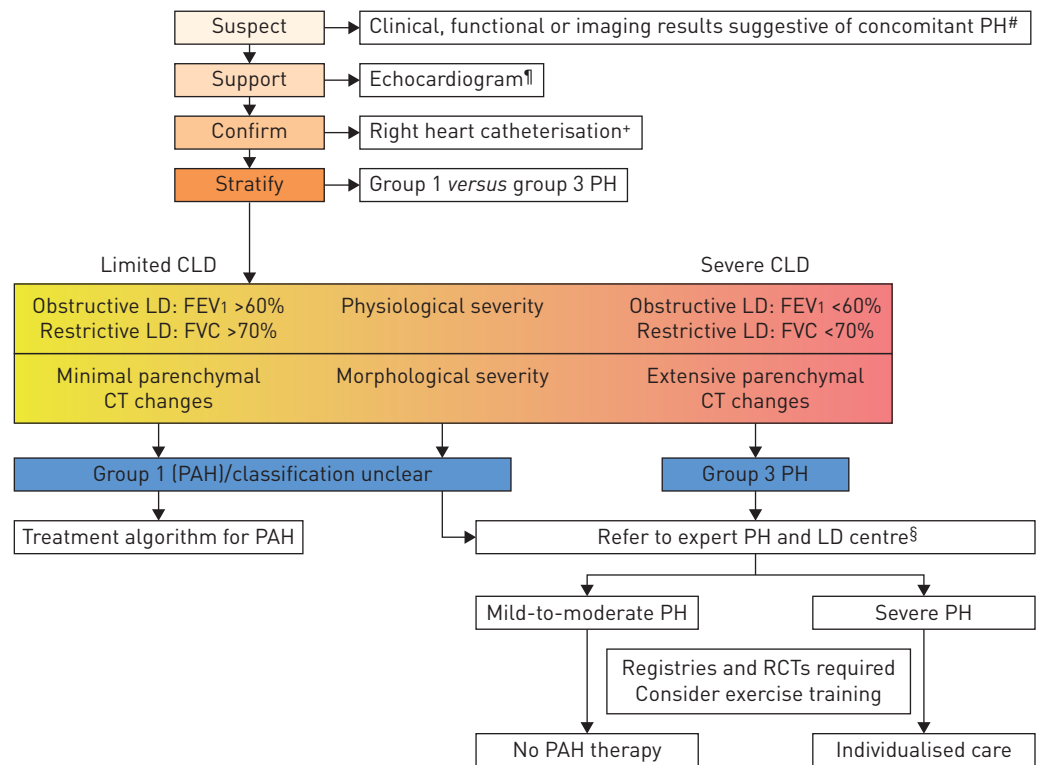 Suspect
Clinical, functional or imaging results suggestive of concomitant PH#
Support
Echocardiogram¶
Confirm
Right heart catheterisation+
Stratify
Group 1 versus group 3 PH
Limited CLD
Severe CLD
Obstructive LD: FEV1 >60%
Restrictive LD: FVC >70%
Physiological severity
Obstructive LD: FEV1 <60%
Restrictive LD: FVC <70%
Minimal parenchymal
CT changes
Morphological severity
Extensive parenchymal
CT changes
Group 1 (PAH)/classification unclear
Group 3 PH
Treatment algorithm for PAH
Refer to expert PH and LD centre§
Mild-to-moderate PH
Severe PH
Registries and RCTs required
Consider exercise training
No PAH therapy
Individualised care